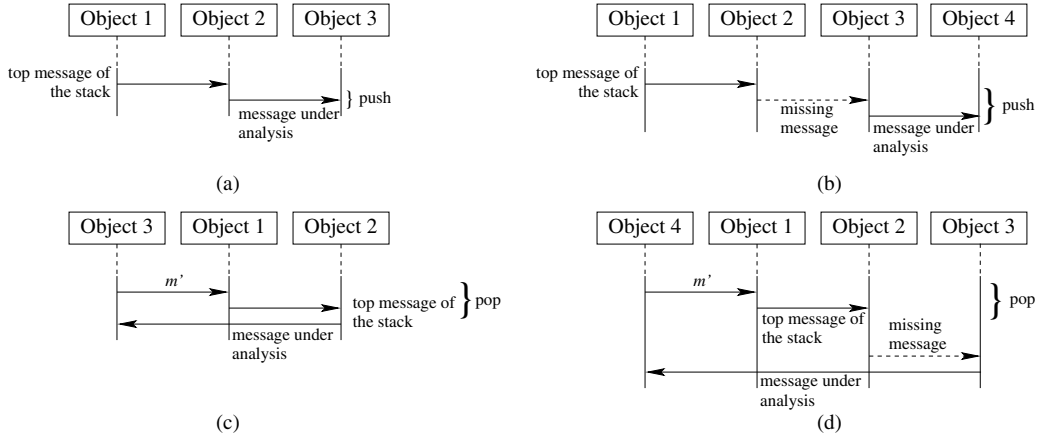 Object 1 Object 2 Object 3
top message of
the stack
message under
analysis
} push
(a)
Object 1 Object 2 Object 3 Object 4
top message of
the stack
missing
message
message under
analysis
} push
(b)
Object 3 Object 1 Object 2
m'
top message of
the stack
} pop
message under
analysis
(c)
Object 4 Object 1 Object 2 Object 3
m'
top message of
the stack
} pop
missing
message
message under
analysis
(d)